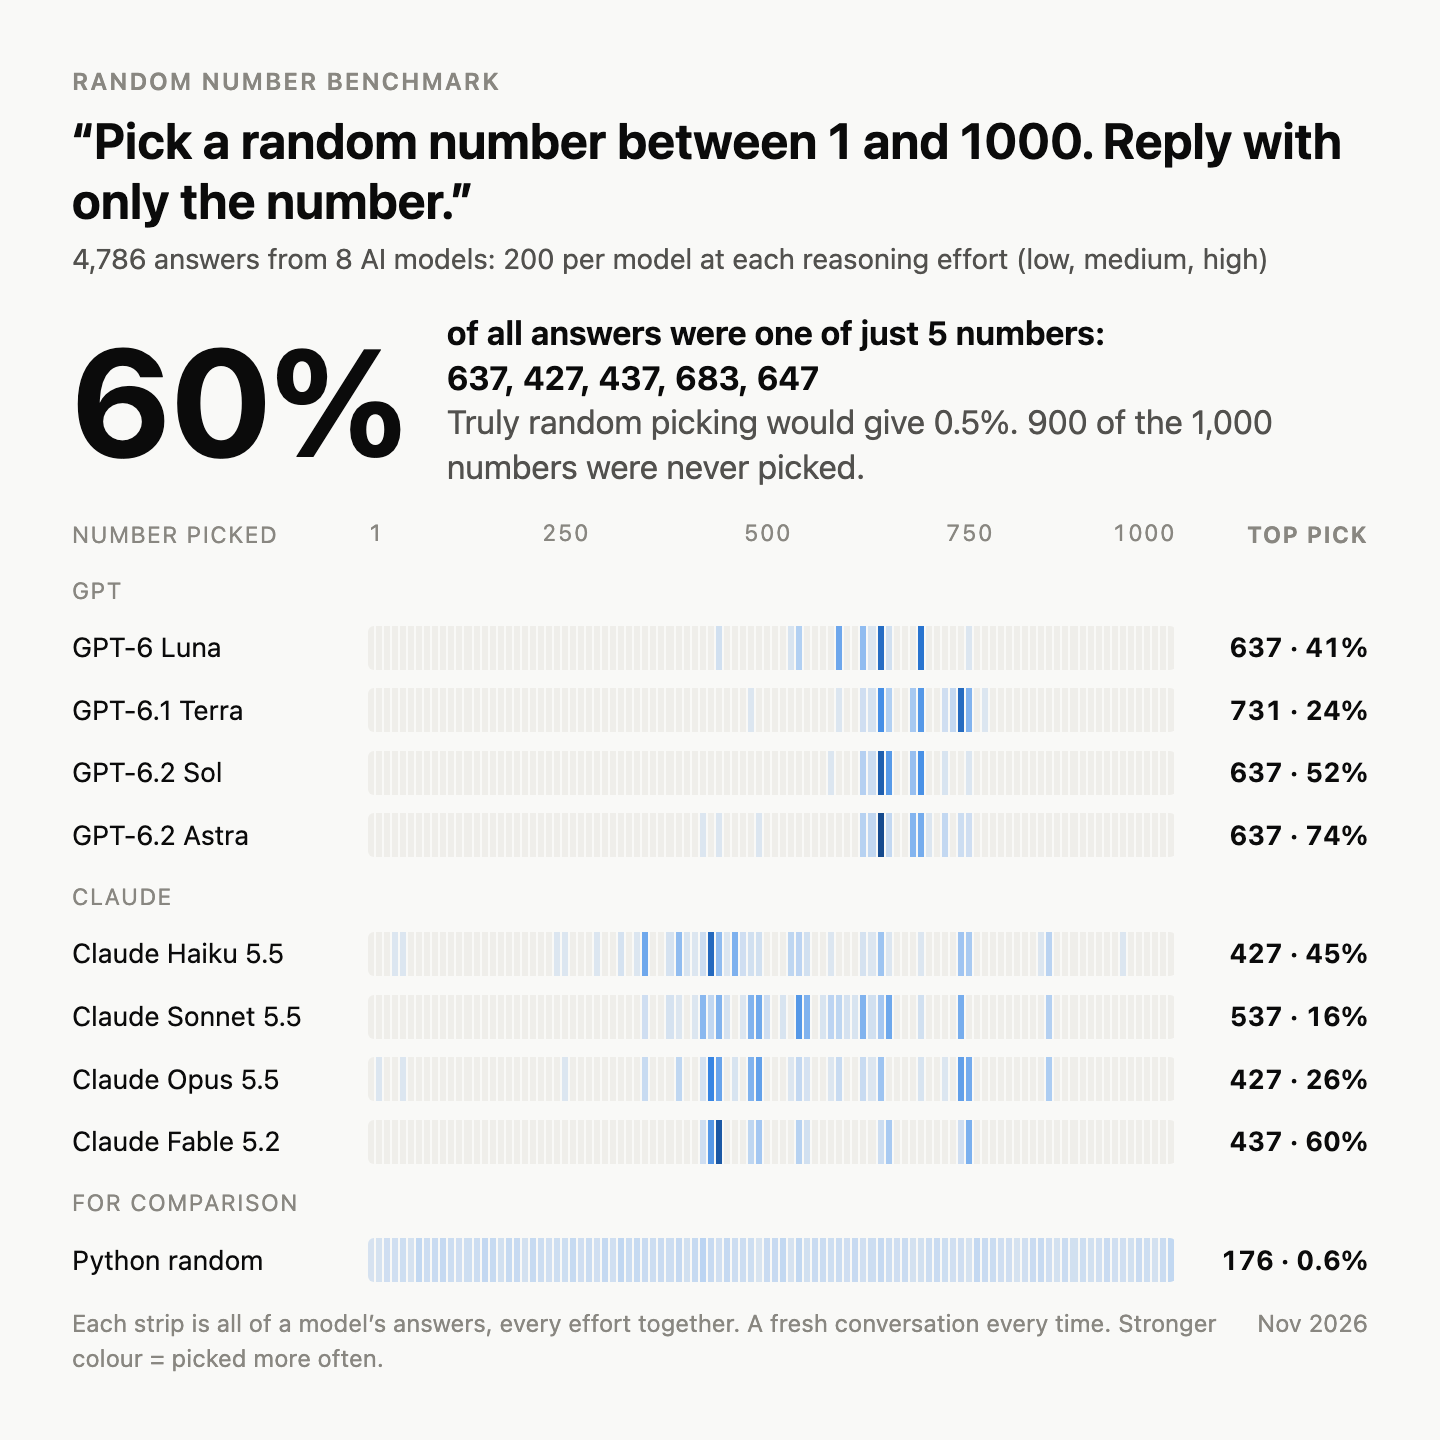 RANDOM NUMBER BENCHMARK
“Pick a random number between 1 and 1000. Reply with
only the number.”
4,786 answers from 8 AI models: 200 per model at each reasoning effort (low, medium, high)
60%
of all answers were one of just 5 numbers:
637, 427, 437, 683, 647
Truly random picking would give 0.5%. 900 of the 1,000
numbers were never picked.
NUMBER PICKED 1 250 500 750 1000 TOP PICK
GPT
GPT-6 Luna 637 · 41%
GPT-6.1 Terra 731 · 24%
GPT-6.2 Sol 637 · 52%
GPT-6.2 Astra 637 · 74%
CLAUDE
Claude Haiku 5.5 427 · 45%
Claude Sonnet 5.5 537 · 16%
Claude Opus 5.5 427 · 26%
Claude Fable 5.2 437 · 60%
FOR COMPARISON
Python random 176 · 0.6%
Each strip is all of a model’s answers, every effort together. A fresh conversation every time. Stronger Nov 2026
colour = picked more often.